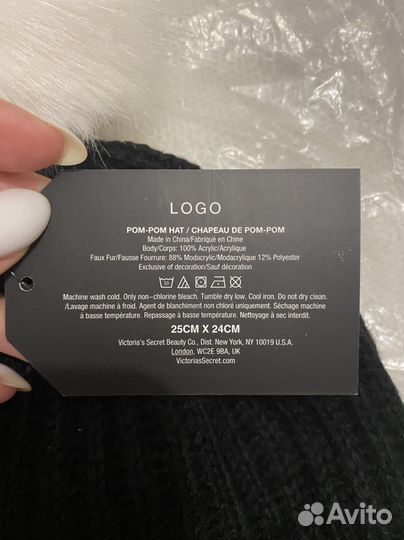 LOGO
POM-POM HAT / CHAPEAU DE POM-POM
Made in China/Fabriqué en Chine
Body/Corps: 100% Acrylic/Acrylique
Faux Fur/Fausse Fourrure: 88% Modacrylic/Modacrylique 12% Polyester
Exclusive of decoration/Sauf décoration
30
Machine wash cold. Only non–chlorine bleach. Tumble dry low. Cool iron. Do not dry clean.
/Lavage machine à froid. Agent de blanchiment non chloré uniquement. Séchage machine
à basse température. Repassage à basse température. Nettoyage à sec interdit.
25CM X 24CM
Victoria's Secret Beauty Co., Dist. New York, NY 10019 U.S.A.
London, WC2E 9BA, UK
VictoriasSecret.com
Avito